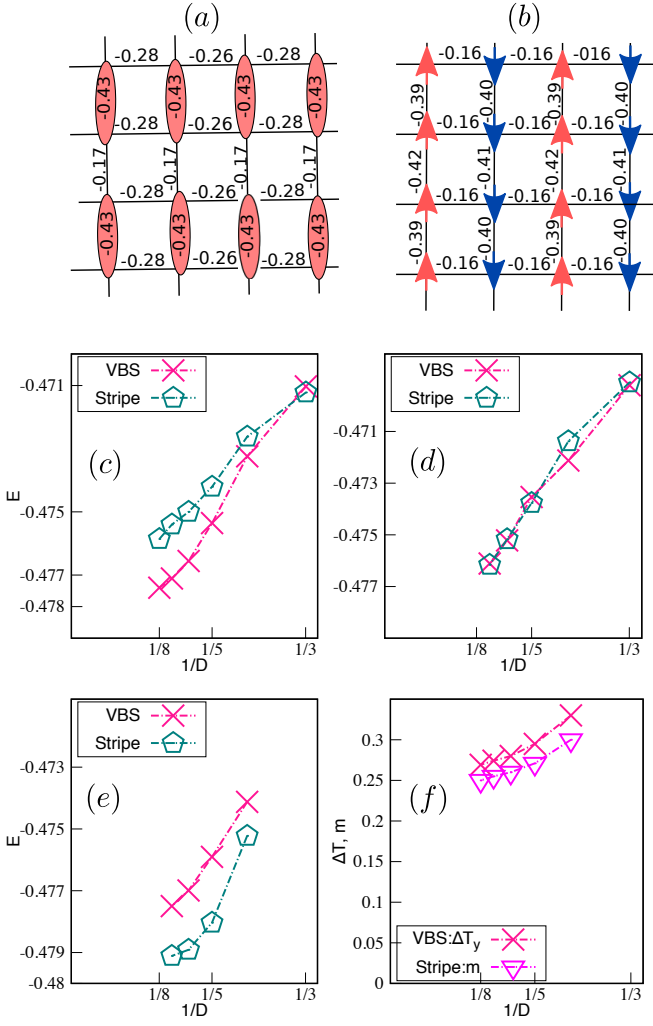 (a)
-0.28 -0.26 -0.28
-0.43 -0.43 -0.43 -0.43
-0.28 -0.26 -0.28
-0.17 -0.17 -0.17 -0.17
-0.28 -0.26 -0.28
-0.43 -0.43 -0.43 -0.43
-0.28 -0.26 -0.28
(b)
-0.16 -0.16 -016
-0.39 -0.40 -0.39 -0.40
-0.16 -0.16 -0.16
-0.42 -0.41 -0.42 -0.41
-0.16 -0.16 -0.16
-0.39 -0.40 -0.39 -0.40
-0.16 -0.16 -0.16
VBS
Stripe
(c)
E
-0.471
-0.475
-0.477
-0.478
1/8 1/5 1/3
1/D
VBS
Stripe
(d)
-0.471
-0.473
-0.475
-0.477
1/8 1/5 1/3
1/D
VBS
Stripe
(e)
E
-0.473
-0.475
-0.477
-0.479
-0.48
1/8 1/5 1/3
1/D
(f)
ΔT, m
0.3
0.25
0.2
0.15
0.1
0.05
0
VBS:ΔTy
Stripe:m
1/8 1/5 1/3
1/D